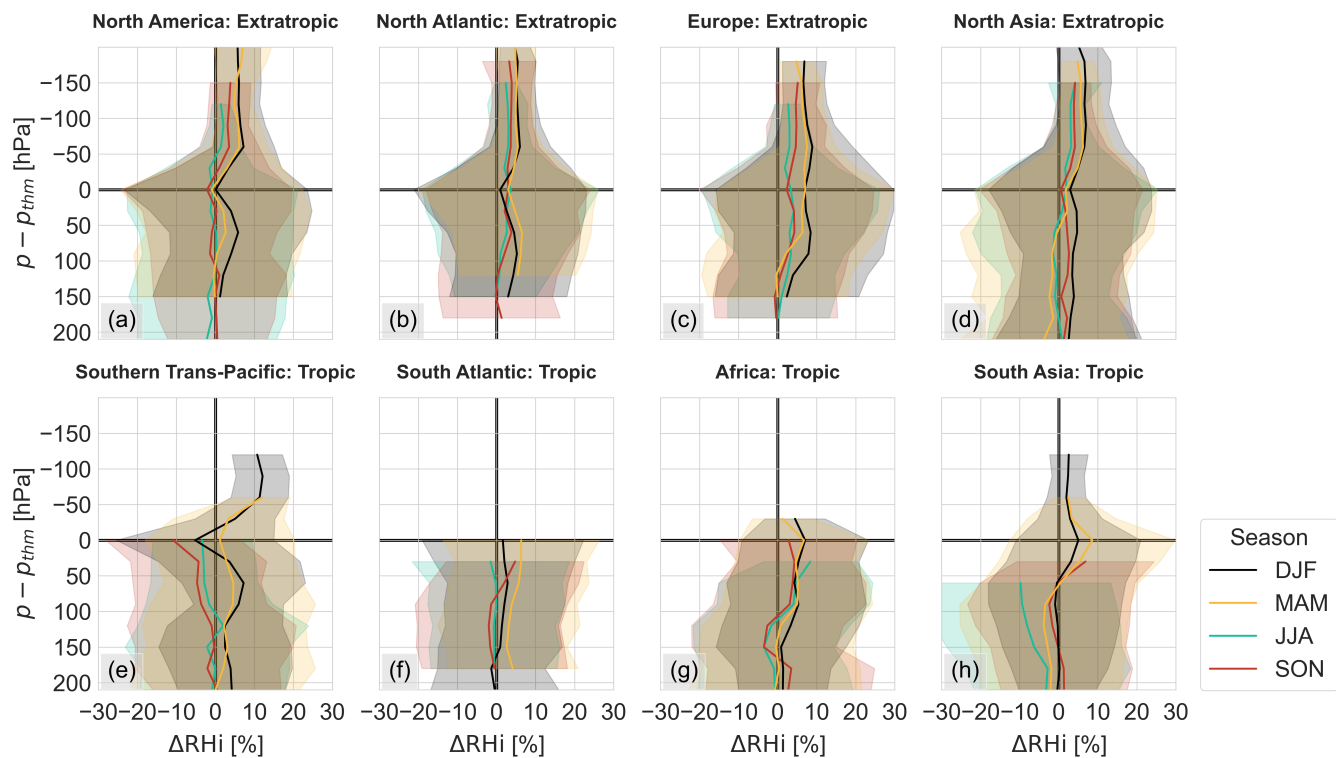 North America: Extratropic
North Atlantic: Extratropic
Europe: Extratropic
North Asia: Extratropic
p − p_thm [hPa]
−150
−100
−50
0
50
100
150
200
(a)
(b)
(c)
(d)
Southern Trans-Pacific: Tropic
South Atlantic: Tropic
Africa: Tropic
South Asia: Tropic
p − p_thm [hPa]
−150
−100
−50
0
50
100
150
200
(e)
(f)
(g)
(h)
−30−20−10 0 10 20 30
−30−20−10 0 10 20 30
−30−20−10 0 10 20 30
−30−20−10 0 10 20 30
ΔRHi [%]
ΔRHi [%]
ΔRHi [%]
ΔRHi [%]
Season
DJF
MAM
JJA
SON